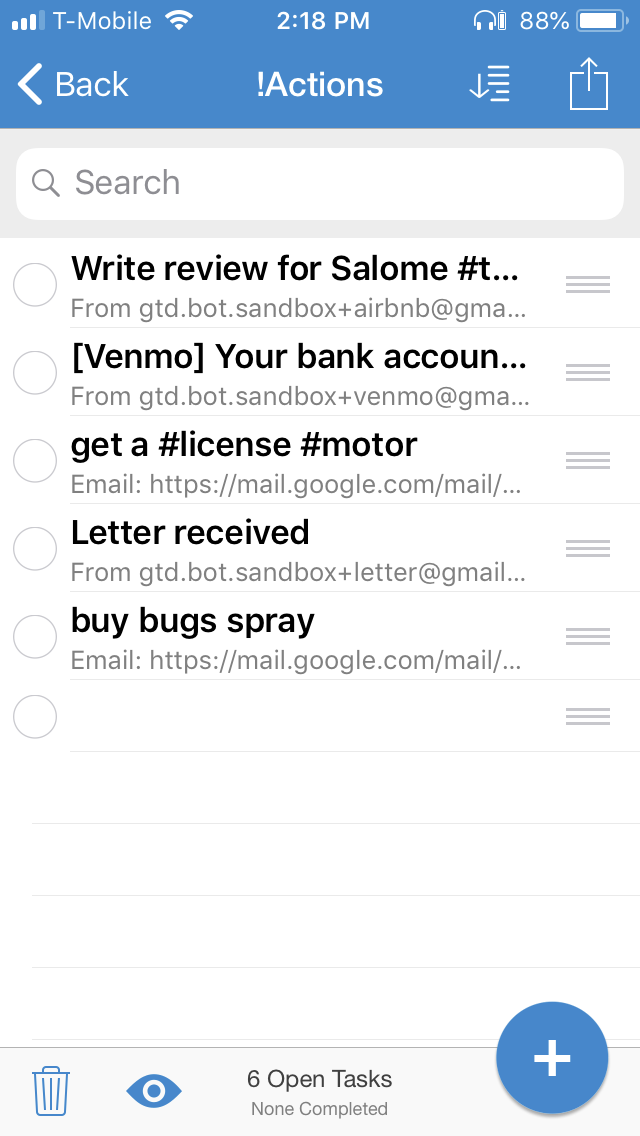 T-Mobile 2:18 PM 88%
Back !Actions
Search
Write review for Salome #t...
From gtd.bot.sandbox+airbnb@gma...
[Venmo] Your bank accoun...
From gtd.bot.sandbox+venmo@gma...
get a #license #motor
Email: https://mail.google.com/mail/...
Letter received
From gtd.bot.sandbox+letter@gmail...
buy bugs spray
Email: https://mail.google.com/mail/...
6 Open Tasks
None Completed